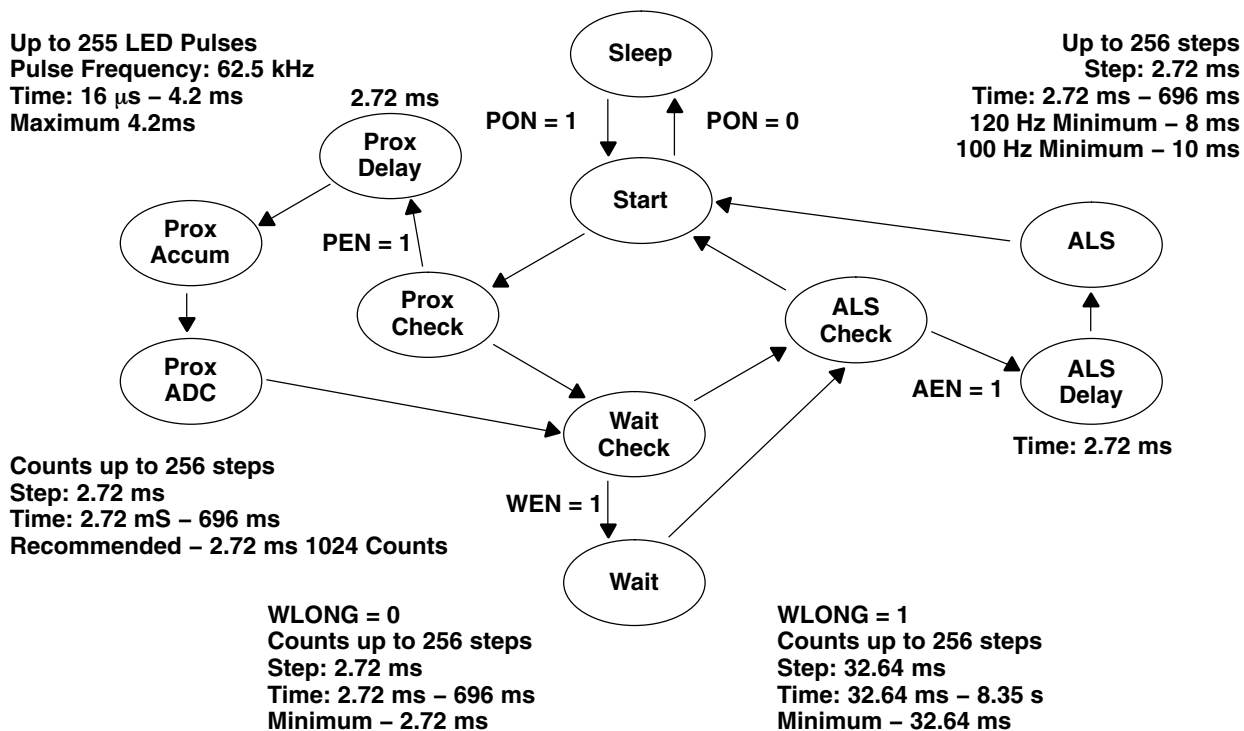 Up to 255 LED Pulses
Pulse Frequency: 62.5 kHz
Time: 16 μs − 4.2 ms
Maximum 4.2ms
Sleep
Up to 256 steps
Step: 2.72 ms
Time: 2.72 ms − 696 ms
120 Hz Minimum − 8 ms
100 Hz Minimum − 10 ms
2.72 ms
PON = 1
PON = 0
Prox
Delay
Start
Prox
Accum
PEN = 1
ALS
Prox
Check
ALS
Check
Prox
ADC
AEN = 1
ALS
Delay
Wait
Check
Time: 2.72 ms
Counts up to 256 steps
Step: 2.72 ms
Time: 2.72 mS − 696 ms
Recommended − 2.72 ms 1024 Counts
WEN = 1
Wait
WLONG = 0
Counts up to 256 steps
Step: 2.72 ms
Time: 2.72 ms − 696 ms
Minimum − 2.72 ms
WLONG = 1
Counts up to 256 steps
Step: 32.64 ms
Time: 32.64 ms − 8.35 s
Minimum − 32.64 ms